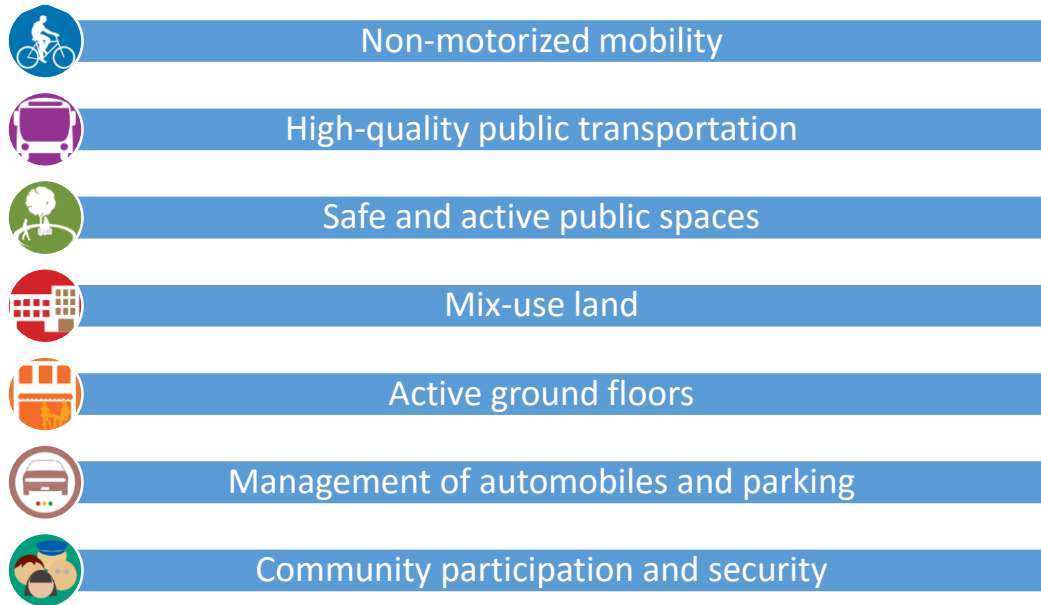 Non-motorized mobility
High-quality public transportation
Safe and active public spaces
Mix-use land
Active ground floors
Management of automobiles and parking
Community participation and security